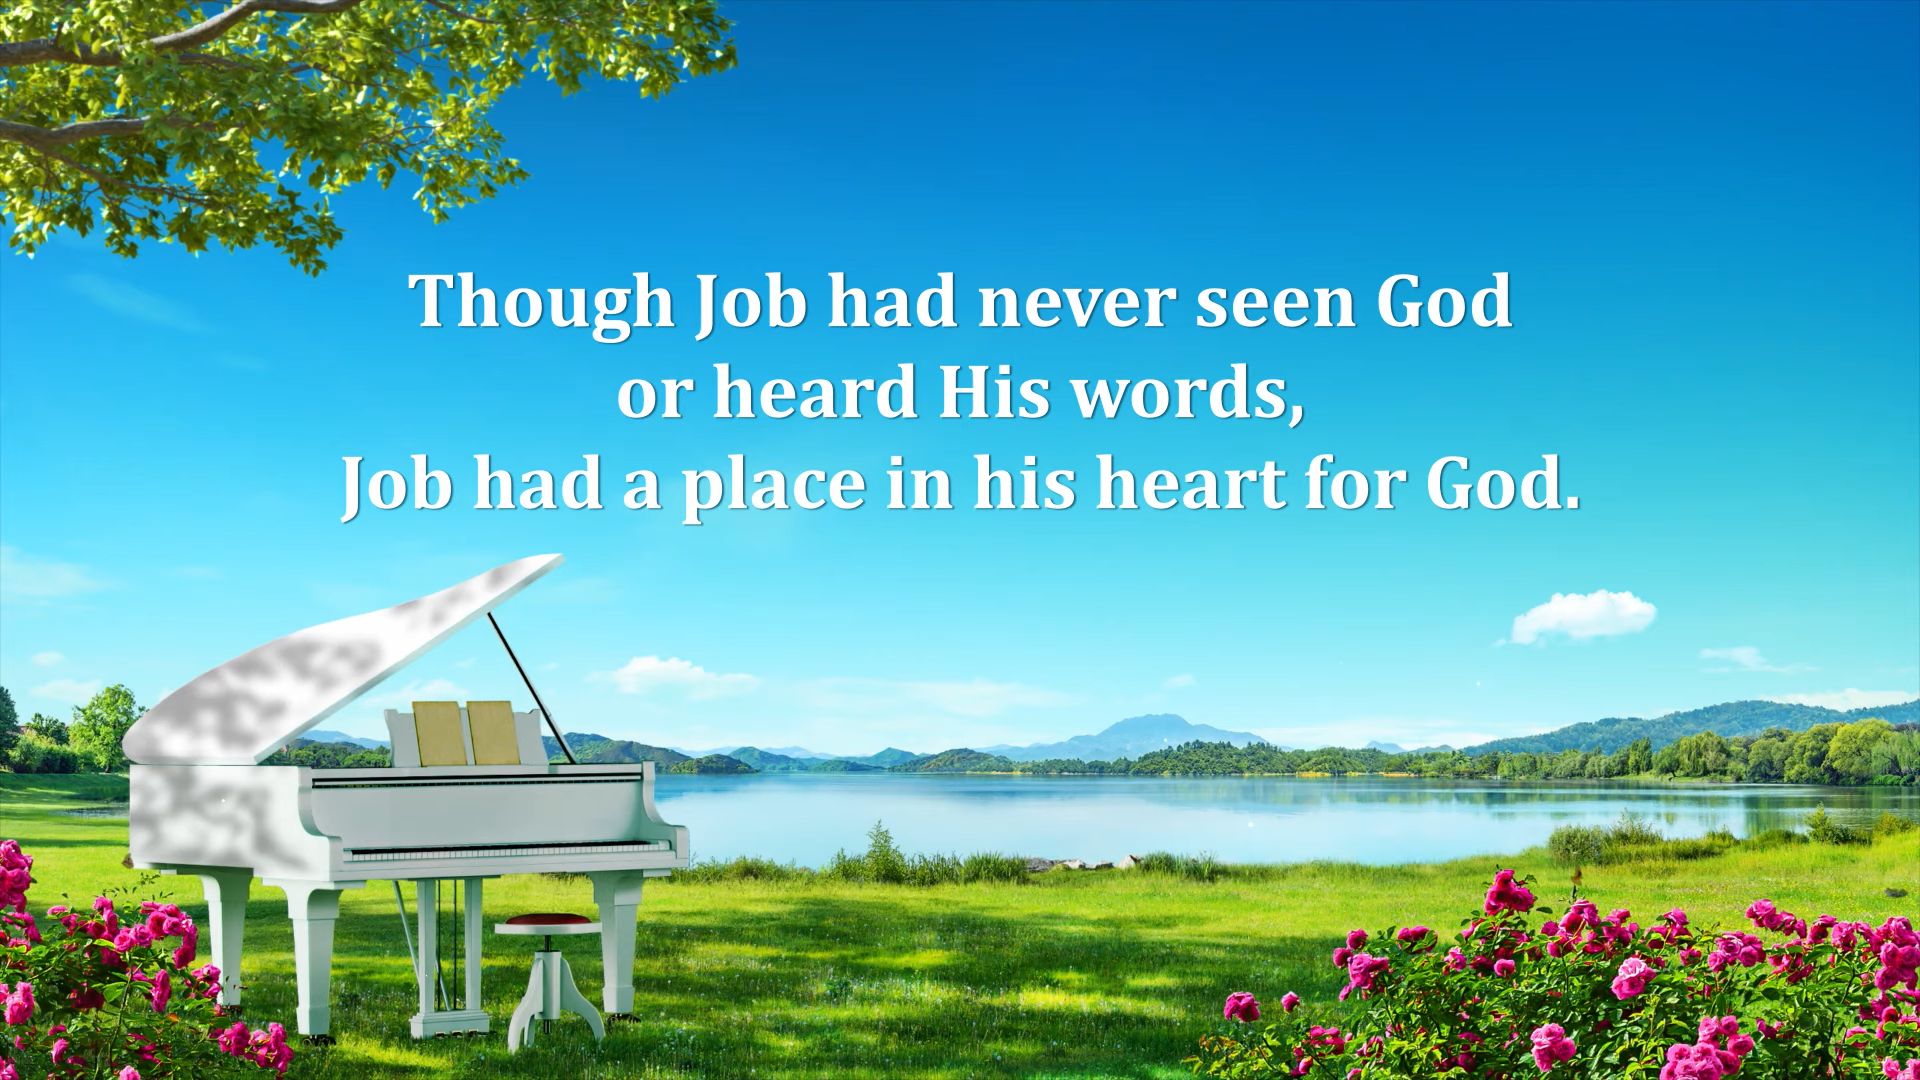 Though Job had never seen God
or heard His words,
Job had a place in his heart for God.